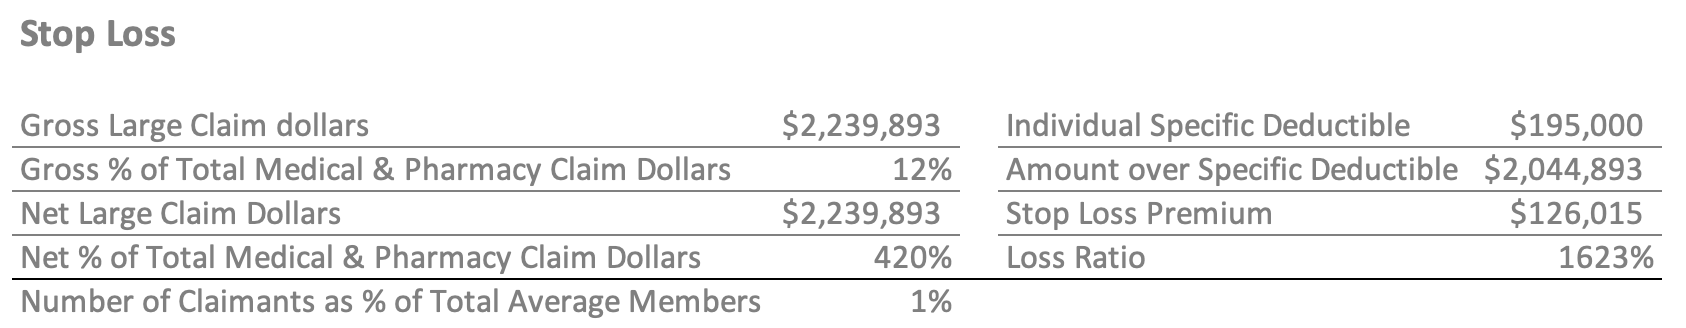 Stop Loss
Gross Large Claim dollars $2,239,893 Individual Specific Deductible $195,000
Gross % of Total Medical & Pharmacy Claim Dollars 12% Amount over Specific Deductible $2,044,893
Net Large Claim Dollars $2,239,893 Stop Loss Premium $126,015
Net % of Total Medical & Pharmacy Claim Dollars 420% Loss Ratio 1623%
Number of Claimants as % of Total Average Members 1%